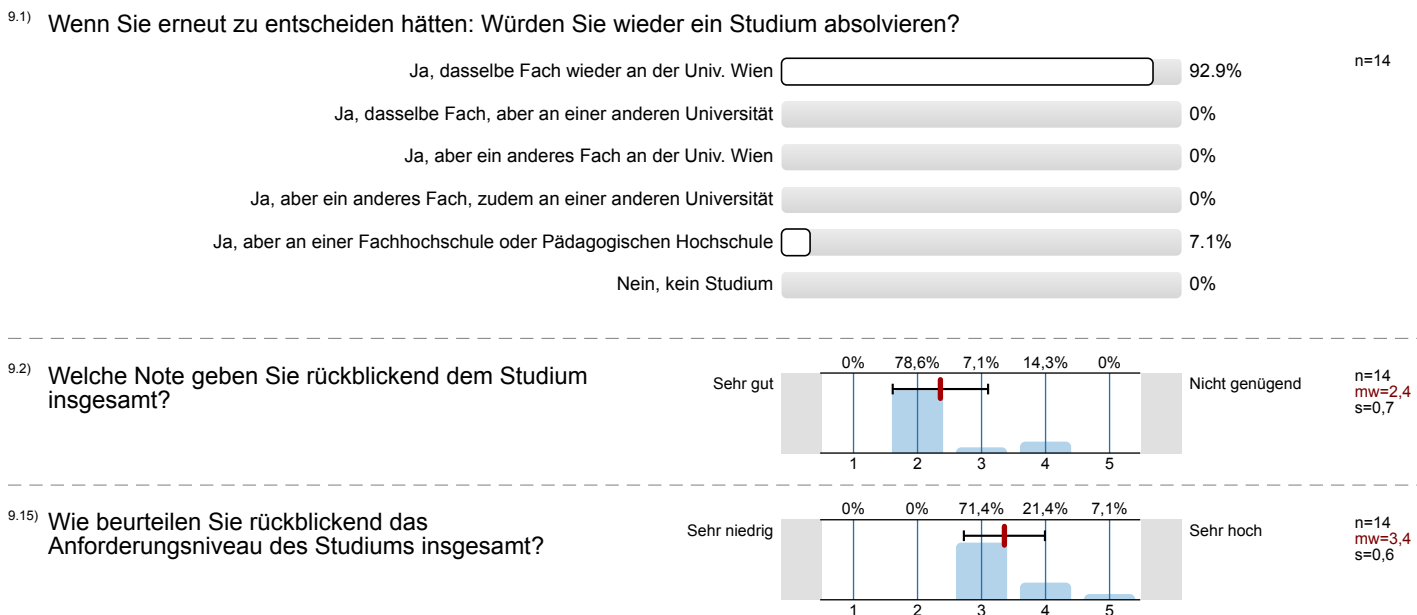 9.1) Wenn Sie erneut zu entscheiden hätten: Würden Sie wieder ein Studium absolvieren?
Ja, dasselbe Fach wieder an der Univ. Wien 92.9% n=14
Ja, dasselbe Fach, aber an einer anderen Universität 0%
Ja, aber ein anderes Fach an der Univ. Wien 0%
Ja, aber ein anderes Fach, zudem an einer anderen Universität 0%
Ja, aber an einer Fachhochschule oder Pädagogischen Hochschule 7.1%
Nein, kein Studium 0%
9.2) Welche Note geben Sie rückblickend dem Studium
insgesamt?
Sehr gut
0% 78,6% 7,1% 14,3% 0%
1 2 3 4 5
Nicht genügend
n=14
mw=2,4
s=0,7
9.15) Wie beurteilen Sie rückblickend das
Anforderungsniveau des Studiums insgesamt?
Sehr niedrig
0% 0% 71,4% 21,4% 7,1%
1 2 3 4 5
Sehr hoch
n=14
mw=3,4
s=0,6